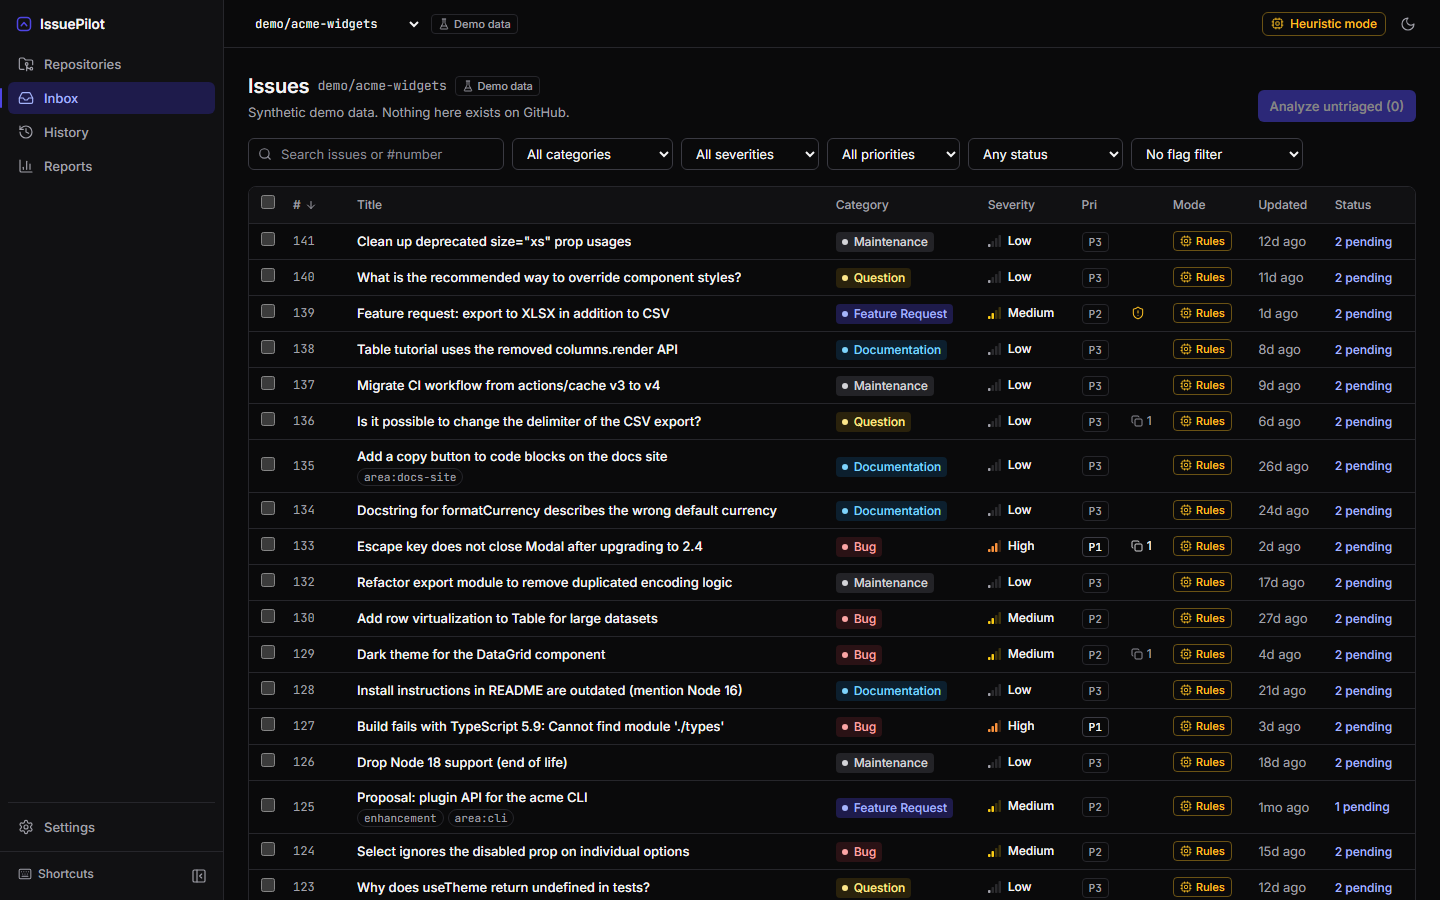 IssuePilot
Repositories
Inbox
History
Reports
Settings
Shortcuts
demo/acme-widgets
Demo data
Heuristic mode
Issues demo/acme-widgets Demo data
Synthetic demo data. Nothing here exists on GitHub.
Analyze untriaged (0)
Search issues or #number
All categories
All severities
All priorities
Any status
No flag filter
# ↓ Title Category Severity Pri Mode Updated Status
141 Clean up deprecated size="xs" prop usages Maintenance Low P3 Rules 12d ago 2 pending
140 What is the recommended way to override component styles? Question Low P3 Rules 11d ago 2 pending
139 Feature request: export to XLSX in addition to CSV Feature Request Medium P2 Rules 1d ago 2 pending
138 Table tutorial uses the removed columns.render API Documentation Low P3 Rules 8d ago 2 pending
137 Migrate CI workflow from actions/cache v3 to v4 Maintenance Low P3 Rules 9d ago 2 pending
136 Is it possible to change the delimiter of the CSV export? Question Low P3 1 Rules 6d ago 2 pending
135 Add a copy button to code blocks on the docs site Documentation Low P3 Rules 26d ago 2 pending
area:docs-site
134 Docstring for formatCurrency describes the wrong default currency Documentation Low P3 Rules 24d ago 2 pending
133 Escape key does not close Modal after upgrading to 2.4 Bug High P1 1 Rules 2d ago 2 pending
132 Refactor export module to remove duplicated encoding logic Maintenance Low P3 Rules 17d ago 2 pending
130 Add row virtualization to Table for large datasets Bug Medium P2 Rules 27d ago 2 pending
129 Dark theme for the DataGrid component Bug Medium P2 1 Rules 4d ago 2 pending
128 Install instructions in README are outdated (mention Node 16) Documentation Low P3 Rules 21d ago 2 pending
127 Build fails with TypeScript 5.9: Cannot find module './types' Bug High P1 Rules 3d ago 2 pending
126 Drop Node 18 support (end of life) Maintenance Low P3 Rules 18d ago 2 pending
125 Proposal: plugin API for the acme CLI Feature Request Medium P2 Rules 1mo ago 1 pending
enhancement area:cli
124 Select ignores the disabled prop on individual options Bug Medium P2 Rules 15d ago 2 pending
123 Why does useTheme return undefined in tests? Question Low P3 Rules 12d ago 2 pending